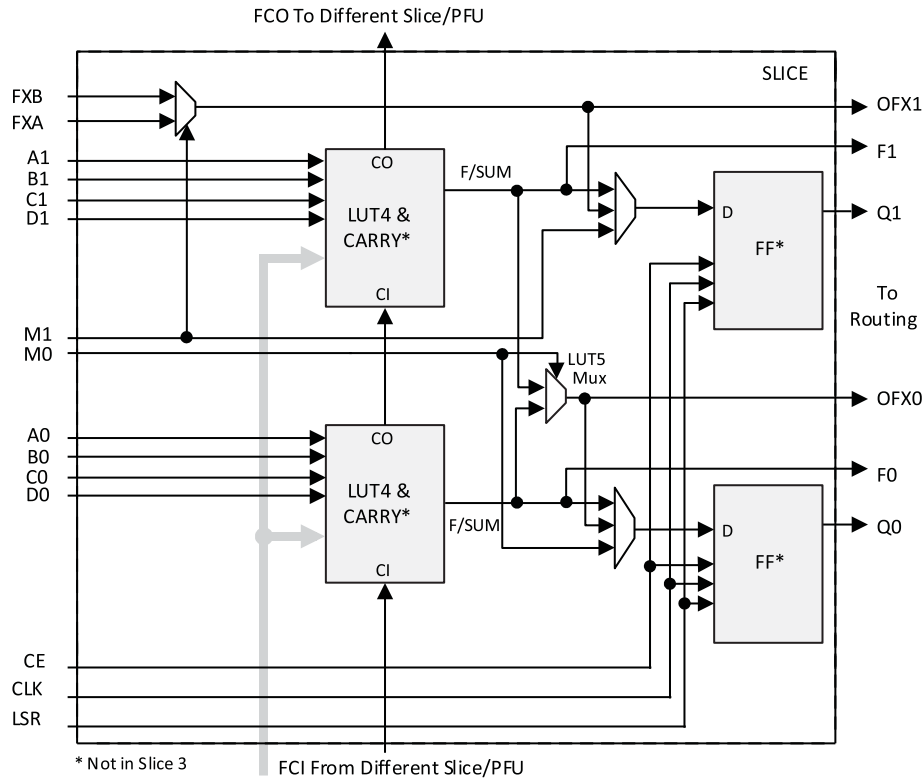 FCO To Different Slice/PFU
SLICE
FXB
FXA
OFX1
A1
B1
C1
D1
CO
LUT4 &
CARRY*
CI
F/SUM
F1
D
FF*
Q1
To
Routing
M1
M0
LUT5
Mux
OFX0
A0
B0
C0
D0
CO
LUT4 &
CARRY*
CI
F/SUM
F0
D
FF*
Q0
CE
CLK
LSR
* Not in Slice 3
FCI From Different Slice/PFU